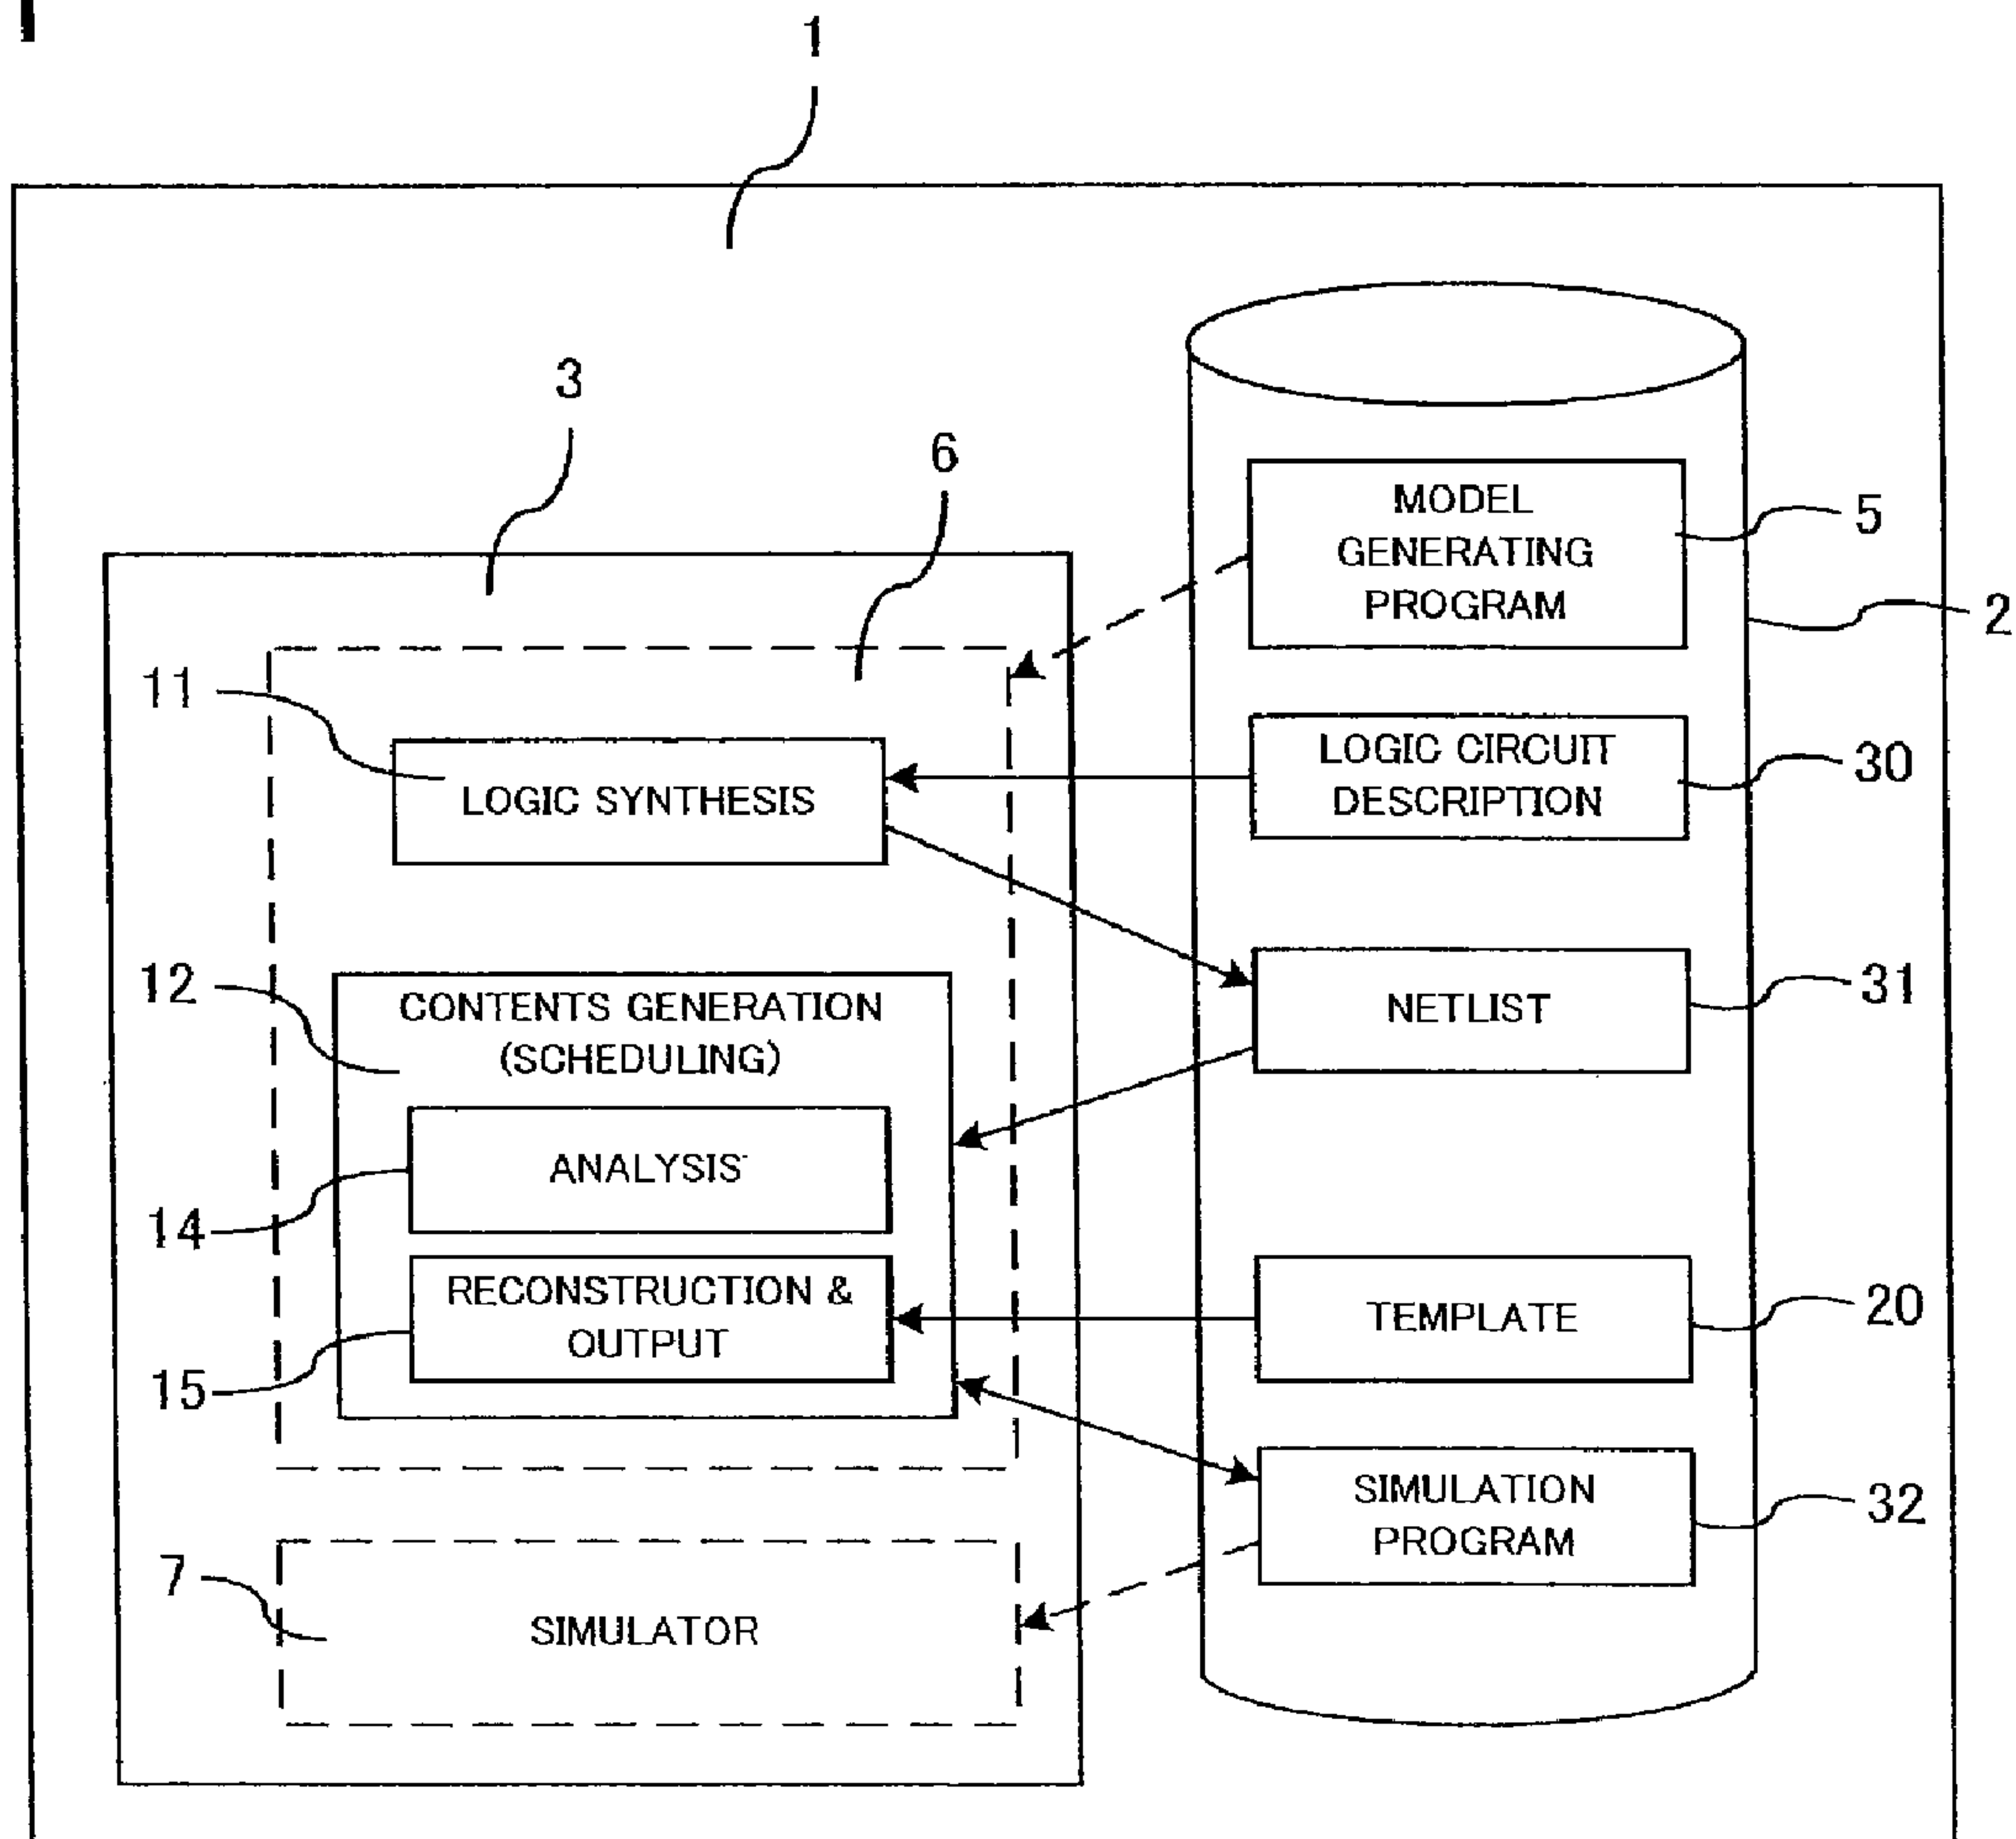 1
3
6
MODEL
GENERATING
PROGRAM
5
2
11
LOGIC SYNTHESIS
LOGIC CIRCUIT
DESCRIPTION
30
12
CONTENTS GENERATION
(SCHEDULING)
NETLIST
31
ANALYSIS
14
RECONSTRUCTION &
OUTPUT
15
TEMPLATE
20
SIMULATION
PROGRAM
32
7
SIMULATOR